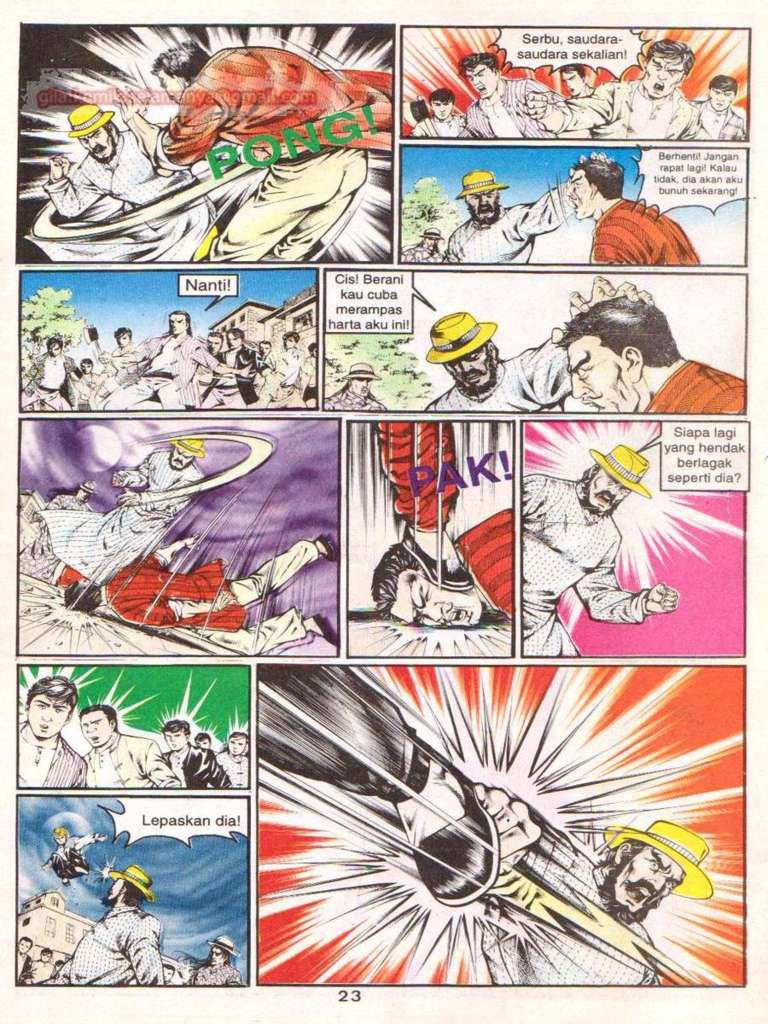 PONG!
Serbu, saudara-
saudara sekalian!
Berhenti! Jangan
rapat lagi! Kalau
tidak, dia akan aku
bunuh sekarang!
Nanti!
Cis! Berani
kau cuba
merampas
harta aku ini!
PAK!
Siapa lagi
yang hendak
berlagak
seperti dia?
Lepaskan dia!
23